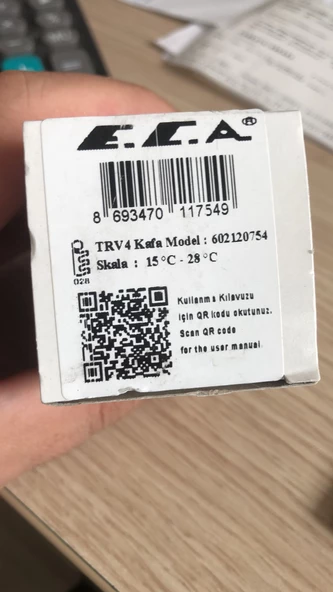 E.C.A ®
8 693470 117549
TRV4 Kafa Model : 602120754
Skala : 15 °C - 28 °C
028
Kullanma Kılavuzu
için QR kodu okutunuz.
Scan QR code
for the user manual